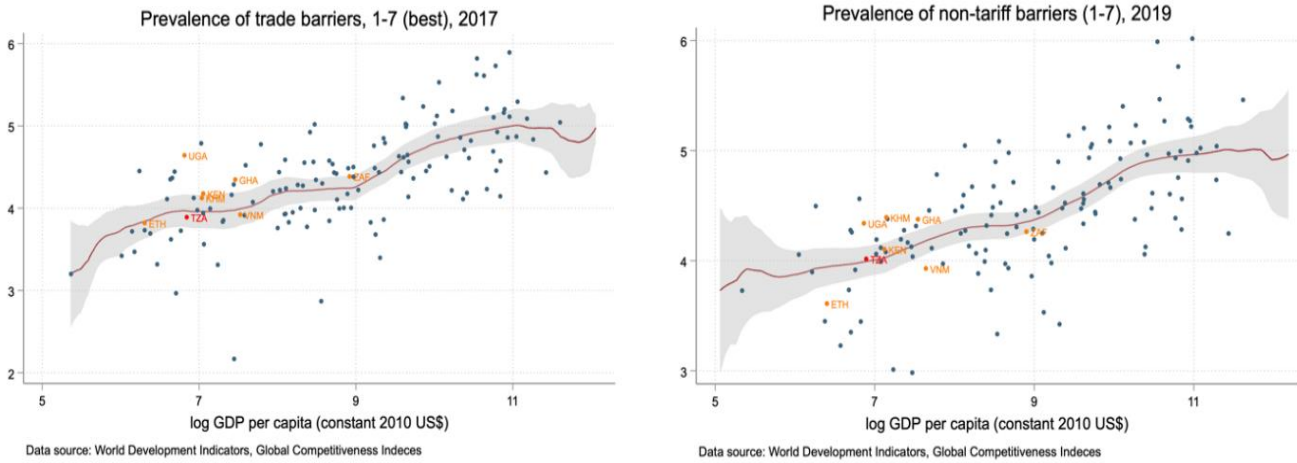 Prevalence of trade barriers, 1-7 (best), 2017
6
5
4
3
2
UGA
GHA
KEN
KHM
ZAF
ETH
TZA
VNM
5
7
9
11
log GDP per capita (constant 2010 US$)
Data source: World Development Indicators, Global Competitiveness Indeces
Prevalence of non-tariff barriers (1-7), 2019
6
5
4
3
UGA
KHM
GHA
ZAF
KEN
TZA
VNM
ETH
5
7
9
11
log GDP per capita (constant 2010 US$)
Data source: World Development Indicators, Global Competitiveness Indeces